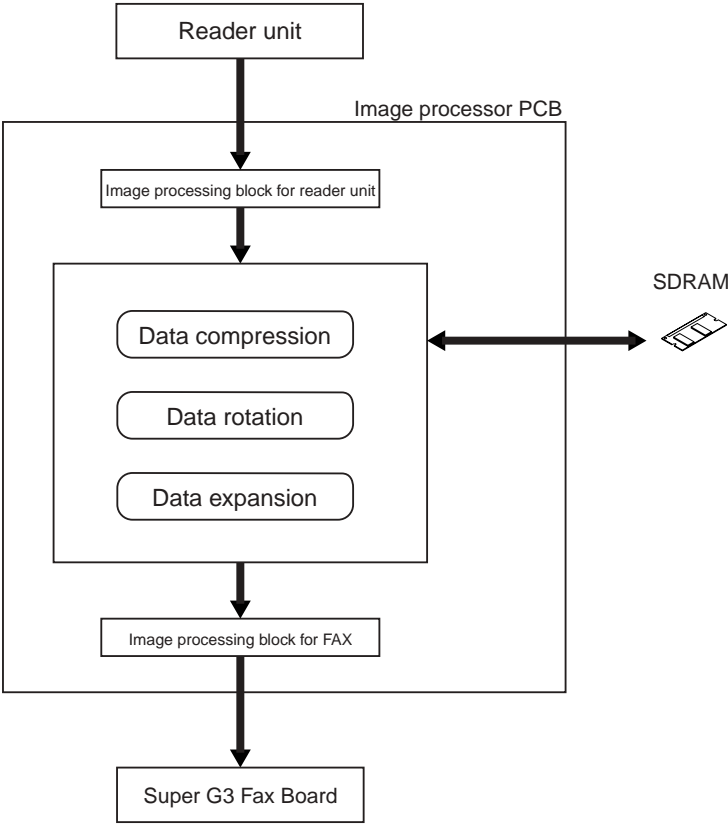 Reader unit
Image processor PCB
Image processing block for reader unit
SDRAM
Data compression
Data rotation
Data expansion
Image processing block for FAX
Super G3 Fax Board